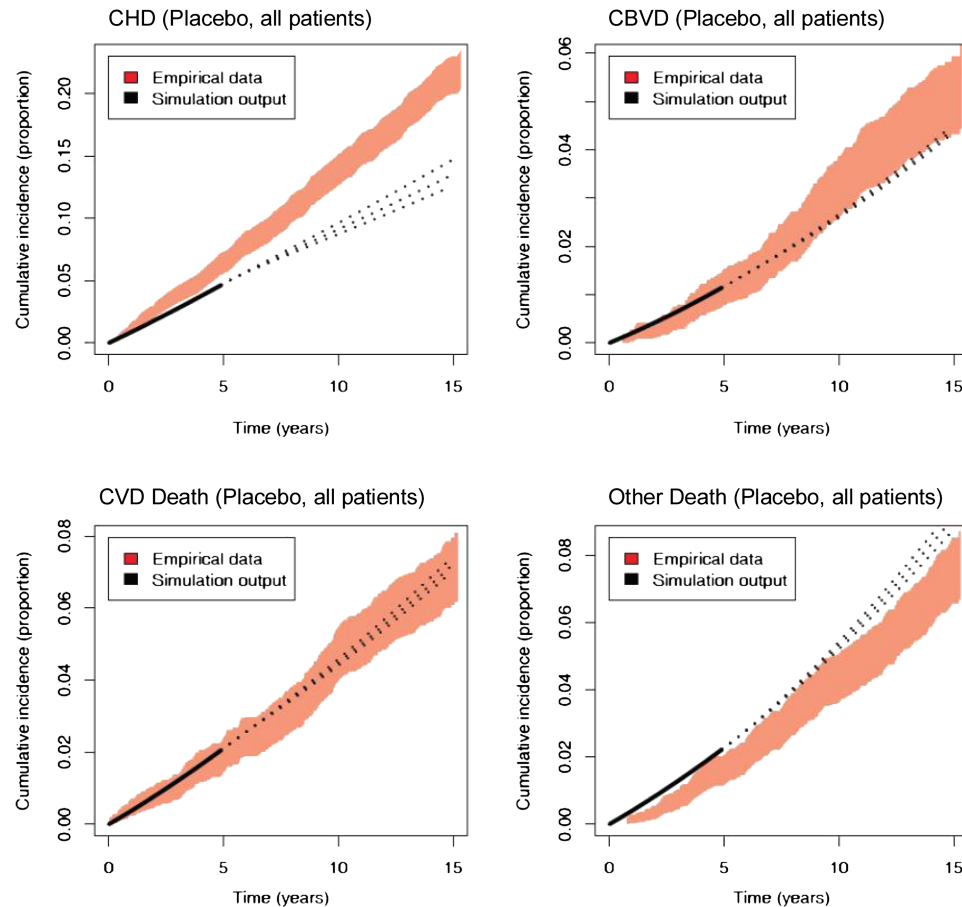 CHD (Placebo, all patients)
Cumulative incidence (proportion)
0.20
0.15
0.10
0.05
0.00
Empirical data
Simulation output
0 5 10 15
Time (years)
CBVD (Placebo, all patients)
Cumulative incidence (proportion)
0.06
0.04
0.02
0.00
Empirical data
Simulation output
0 5 10 15
Time (years)
CVD Death (Placebo, all patients)
Cumulative incidence (proportion)
0.08
0.06
0.04
0.02
0.00
Empirical data
Simulation output
0 5 10 15
Time (years)
Other Death (Placebo, all patients)
Cumulative incidence (proportion)
0.08
0.06
0.04
0.02
0.00
Empirical data
Simulation output
0 5 10 15
Time (years)